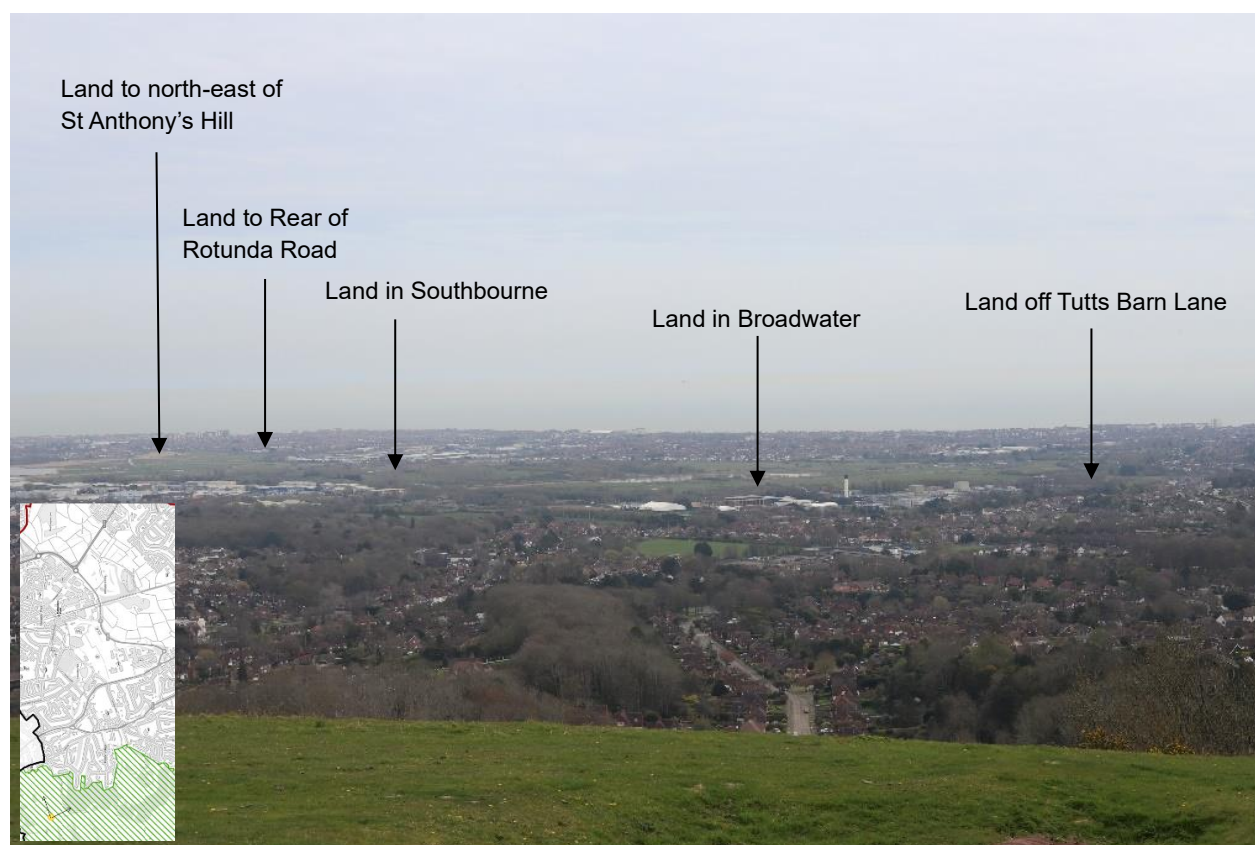 Land to north-east of
St Anthony’s Hill
Land to Rear of
Rotunda Road
Land in Southbourne
Land in Broadwater
Land off Tutts Barn Lane